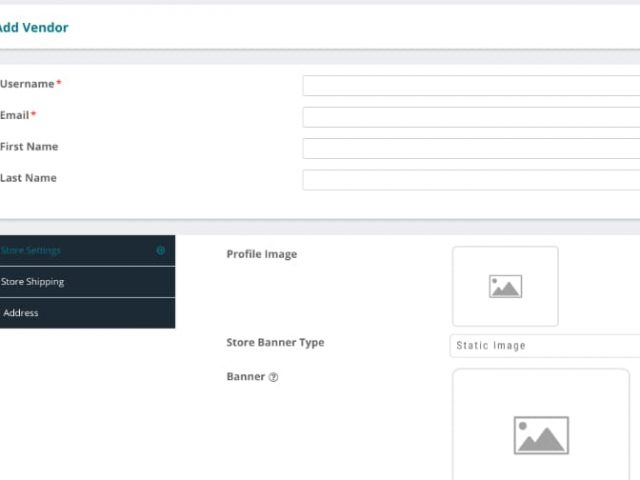 Add Vendor
Username*
Email*
First Name
Last Name
Store Settings
Store Shipping
Address
Profile Image
Store Banner Type
Static Image
Banner ?